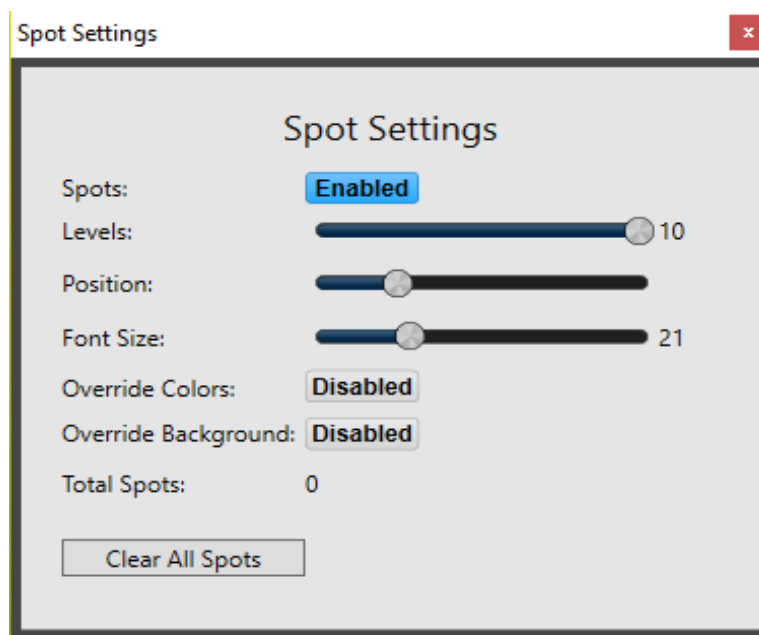 Spot Settings
x
Spot Settings
Spots: Enabled
Levels: 10
Position:
Font Size: 21
Override Colors: Disabled
Override Background: Disabled
Total Spots: 0
Clear All Spots